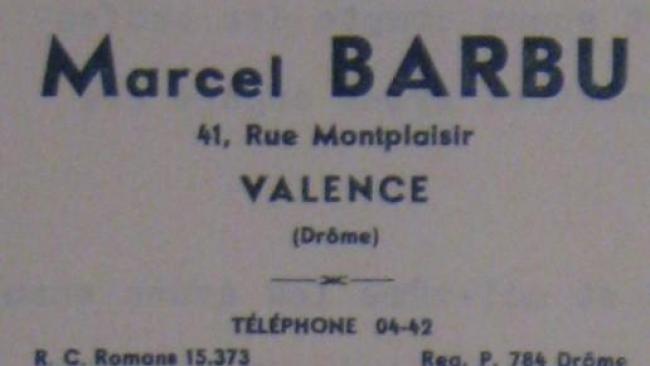 Marcel BARBU
41, Rue Montplaisir
VALENCE
(Drôme)
TÉLÉPHONE 04-42
R. C. Romans 15.373 Reg. P. 784 Drôme